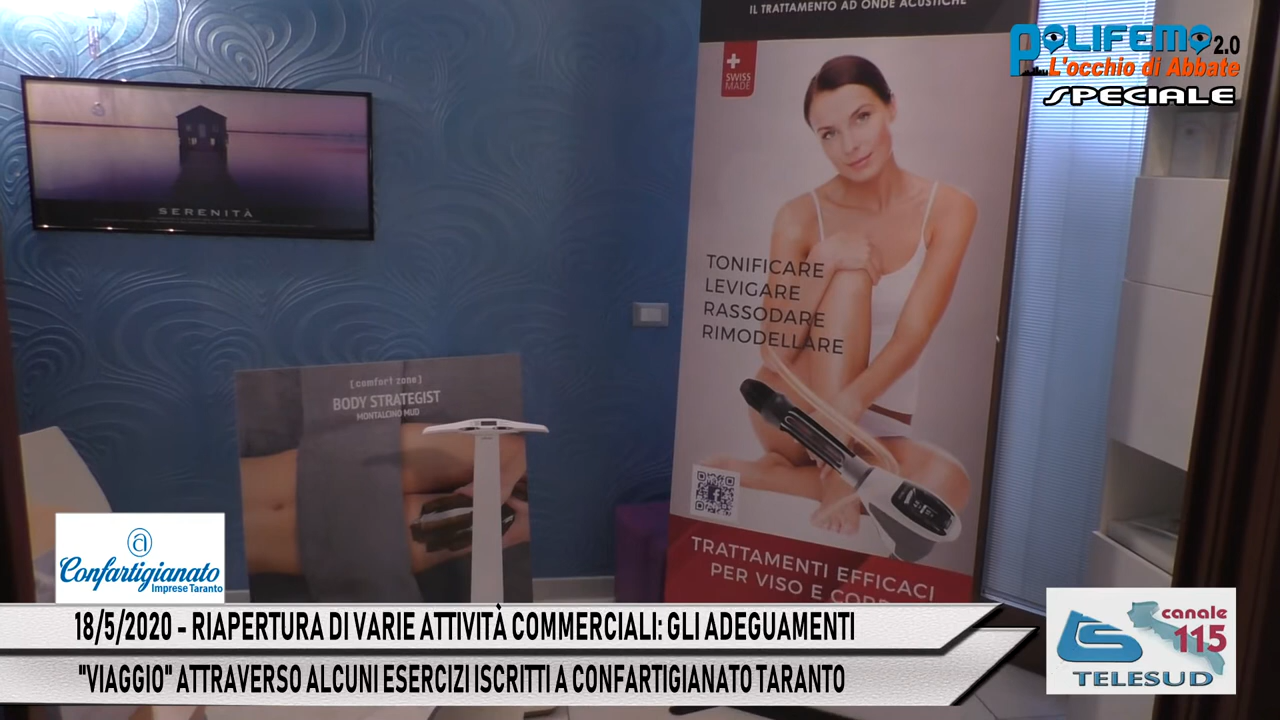 IL TRATTAMENTO AD ONDE ACUSTICHE
POLIFEMO 2.0
L'occhio di Abbate
SPECIALE
SWISS
MADE
SERENITÀ
TONIFICARE
LEVIGARE
RASSODARE
RIMODELLARE
[comfort zone]
BODY STRATEGIST
MONTALCINO MUD
TRATTAMENTI EFFICACI
PER VISO E CORPO
a
Confartigianato
Imprese Taranto
18/5/2020 – RIAPERTURA DI VARIE ATTIVITÀ COMMERCIALI: GLI ADEGUAMENTI
"VIAGGIO" ATTRAVERSO ALCUNI ESERCIZI ISCRITTI A CONFARTIGIANATO TARANTO
canale
115
TS
TELESUD